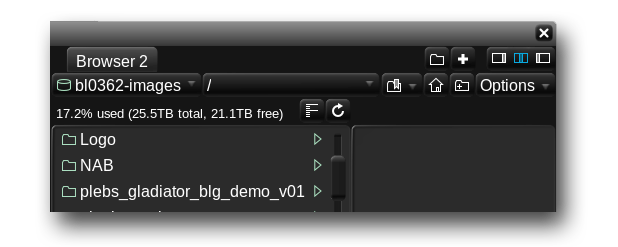 Browser 2
bl0362-images /
Options
17.2% used (25.5TB total, 21.1TB free)
Logo
NAB
plebs_gladiator_blg_demo_v01